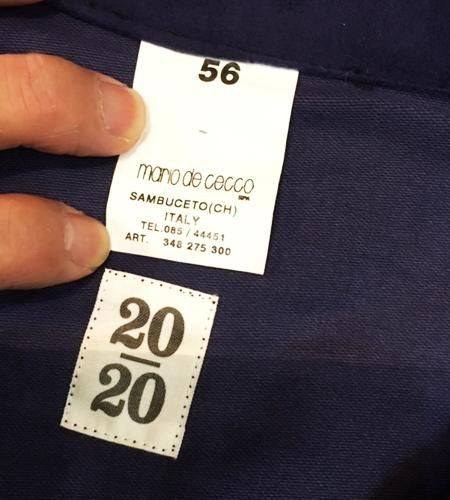 56
mario de cecco
SPA
SAMBUCETO(CH)
ITALY
TEL.085 / 44451
ART. 348 275 300
20
20